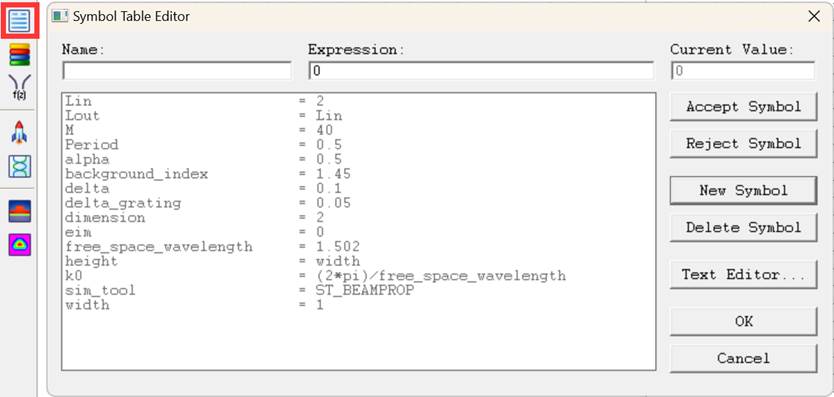 Symbol Table Editor
Name:
Expression:
Current Value:
0
0
f(z)
Lin = 2
Lout = Lin
M = 40
Period = 0.5
alpha = 0.5
background_index = 1.45
delta = 0.1
delta_grating = 0.05
dimension = 2
eim = 0
free_space_wavelength = 1.502
height = width
k0 = (2*pi)/free_space_wavelength
sim_tool = ST_BEAMPROP
width = 1
Accept Symbol
Reject Symbol
New Symbol
Delete Symbol
Text Editor...
OK
Cancel